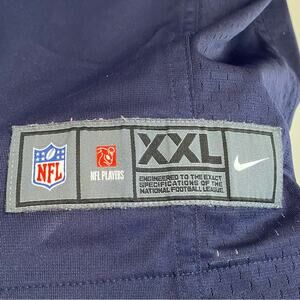 NFL
NFL PLAYERS
XXL
ENGINEERED TO THE EXACT
SPECIFICATIONS OF THE
NATIONAL FOOTBALL LEAGUE.